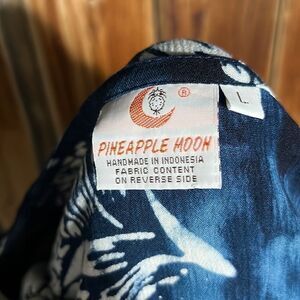 ®
L
PINEAPPLE MOON
HANDMADE IN INDONESIA
FABRIC CONTENT
ON REVERSE SIDE